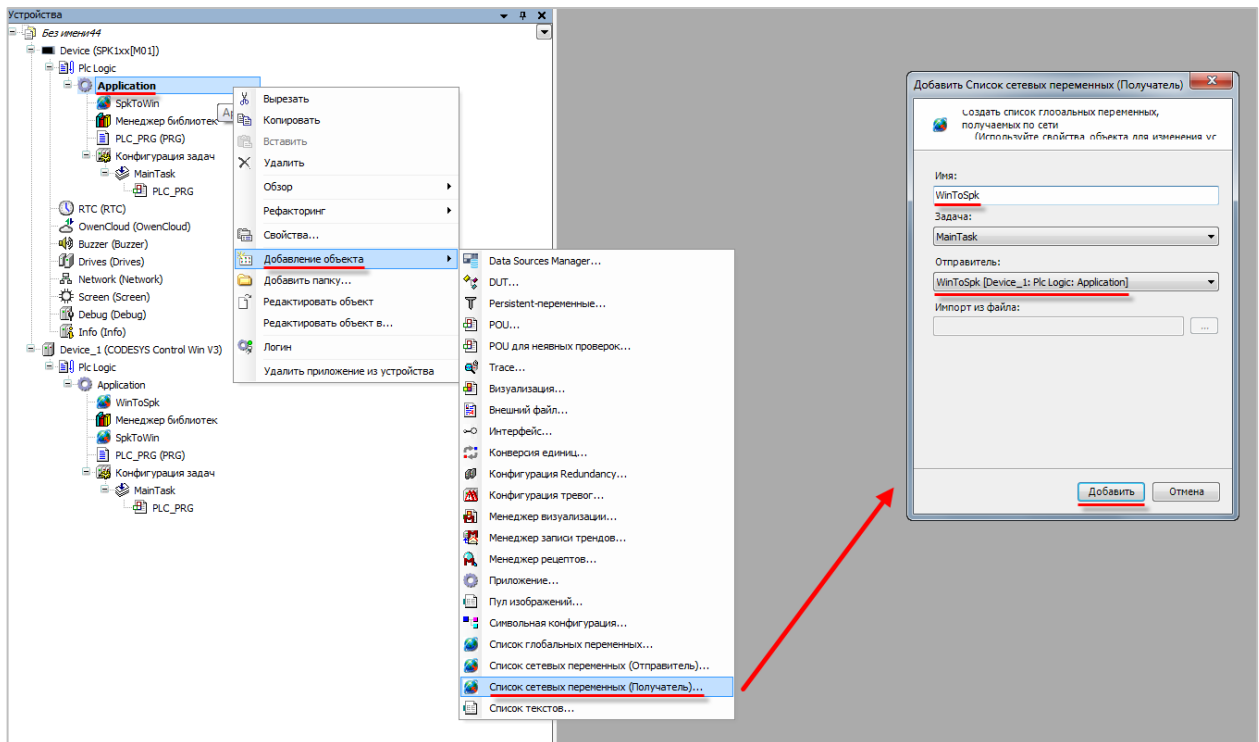 Устройства
Без имени44
Device (SPK1xx[M01])
Plc Logic
Application
SpkToWin
Менеджер библиотек
PLC_PRG (PRG)
Конфигурация задач
MainTask
PLC_PRG
RTC (RTC)
OwenCloud (OwenCloud)
Buzzer (Buzzer)
Drives (Drives)
Network (Network)
Screen (Screen)
Debug (Debug)
Info (Info)
Device_1 (CODESYS Control Win V3)
Plc Logic
Application
WinToSpk
Менеджер библиотек
SpkToWin
PLC_PRG (PRG)
Конфигурация задач
MainTask
PLC_PRG
Вырезать
Копировать
Вставить
Удалить
Обзор
Рефакторинг
Свойства...
Добавление объекта
Добавить папку...
Редактировать объект
Редактировать объект в...
Логин
Удалить приложение из устройства
Data Sources Manager...
DUT...
Persistent-переменные...
POU...
POU для неявных проверок...
Trace...
Визуализация...
Внешний файл...
Интерфейс...
Конверсия единиц...
Конфигурация Redundancy...
Конфигурация тревог...
Менеджер визуализации...
Менеджер записи трендов...
Менеджер рецептов...
Приложение...
Пул изображений...
Символьная конфигурация...
Список глобальных переменных...
Список сетевых переменных (Отправитель)...
Список сетевых переменных (Получатель)...
Список текстов...
Добавить Список сетевых переменных (Получатель)
Создать список глобальных переменных,
получаемых по сети
(Используйте свойства объекта для изменения ус
Имя:
WinToSpk
Задача:
MainTask
Отправитель:
WinToSpk [Device_1: Plc Logic: Application]
Импорт из файла:
...
Добавить Отмена